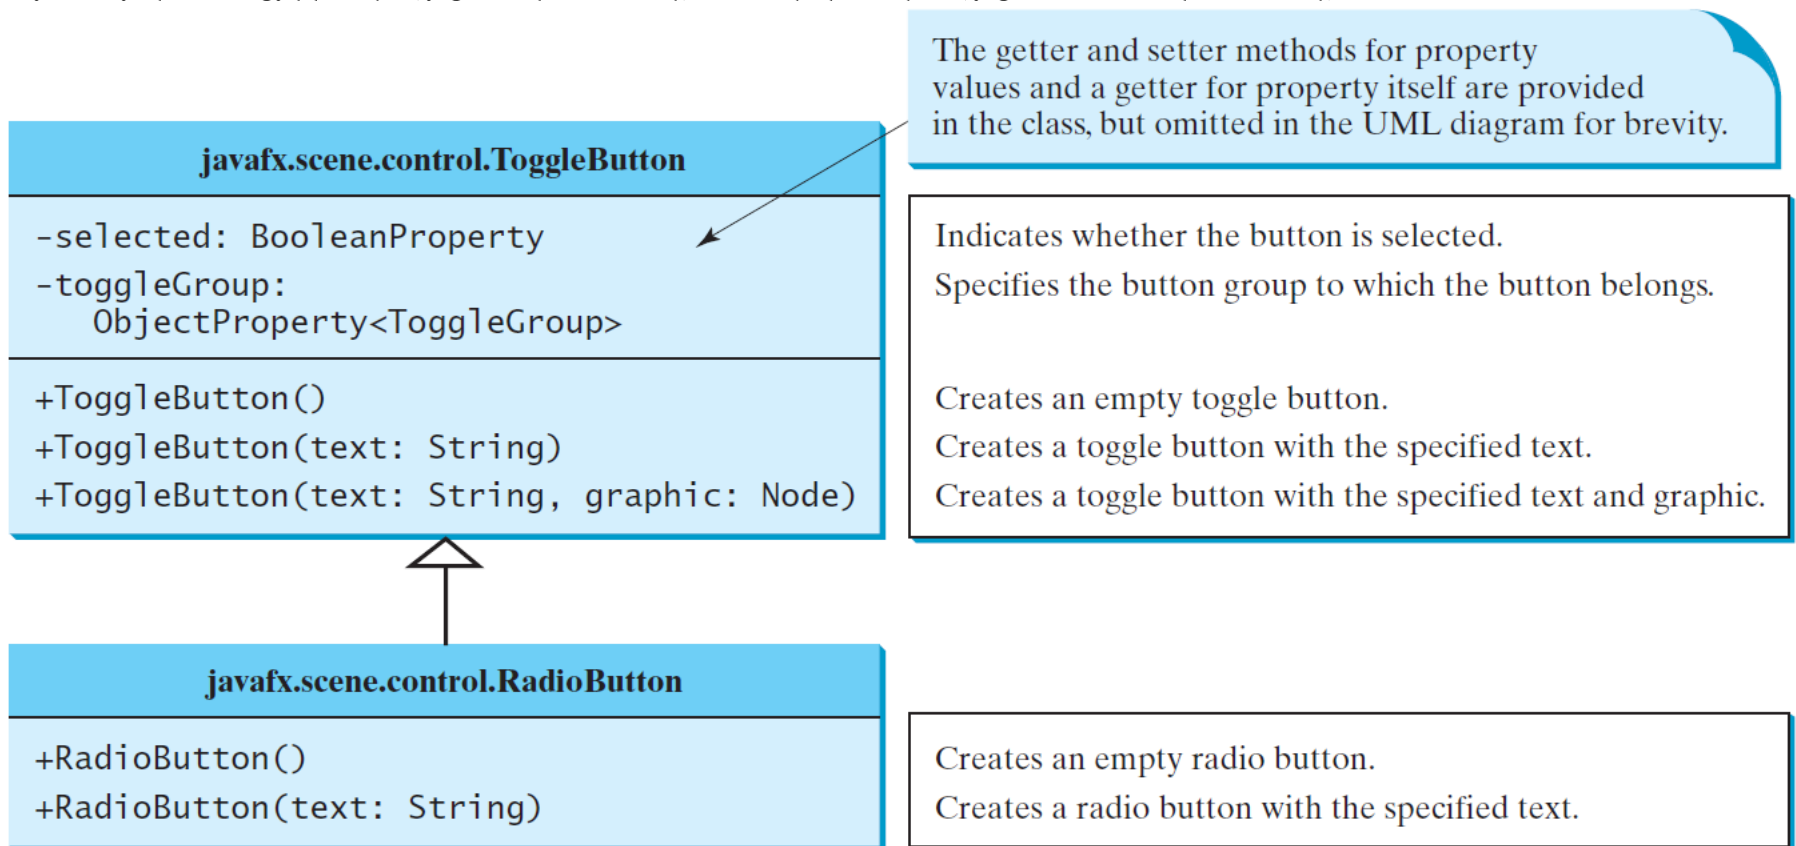 The getter and setter methods for property
values and a getter for property itself are provided
in the class, but omitted in the UML diagram for brevity.
javafx.scene.control.ToggleButton
-selected: BooleanProperty
Indicates whether the button is selected.
-toggleGroup:
Specifies the button group to which the button belongs.
ObjectProperty<ToggleGroup>
+ToggleButton()
Creates an empty toggle button.
+ToggleButton(text: String)
Creates a toggle button with the specified text.
+ToggleButton(text: String, graphic: Node)
Creates a toggle button with the specified text and graphic.
javafx.scene.control.RadioButton
+RadioButton()
Creates an empty radio button.
+RadioButton(text: String)
Creates a radio button with the specified text.